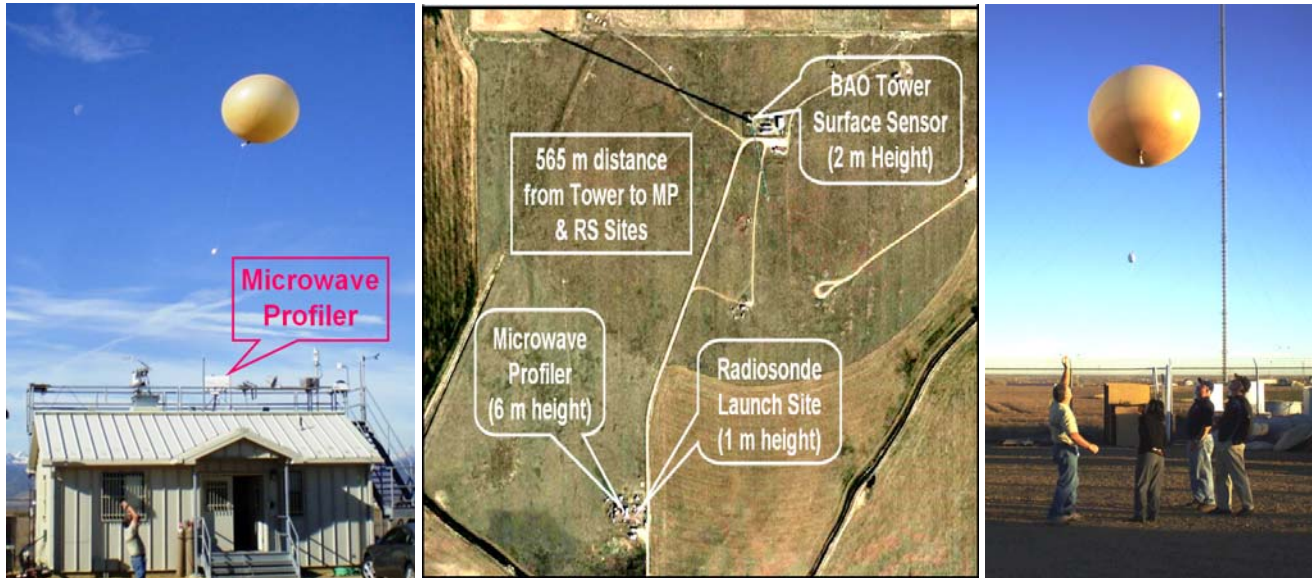 Microwave
Profiler
BAO Tower
Surface Sensor
(2 m Height)
565 m distance
from Tower to MP
& RS Sites
Microwave
Profiler
(6 m height)
Radiosonde
Launch Site
(1 m height)